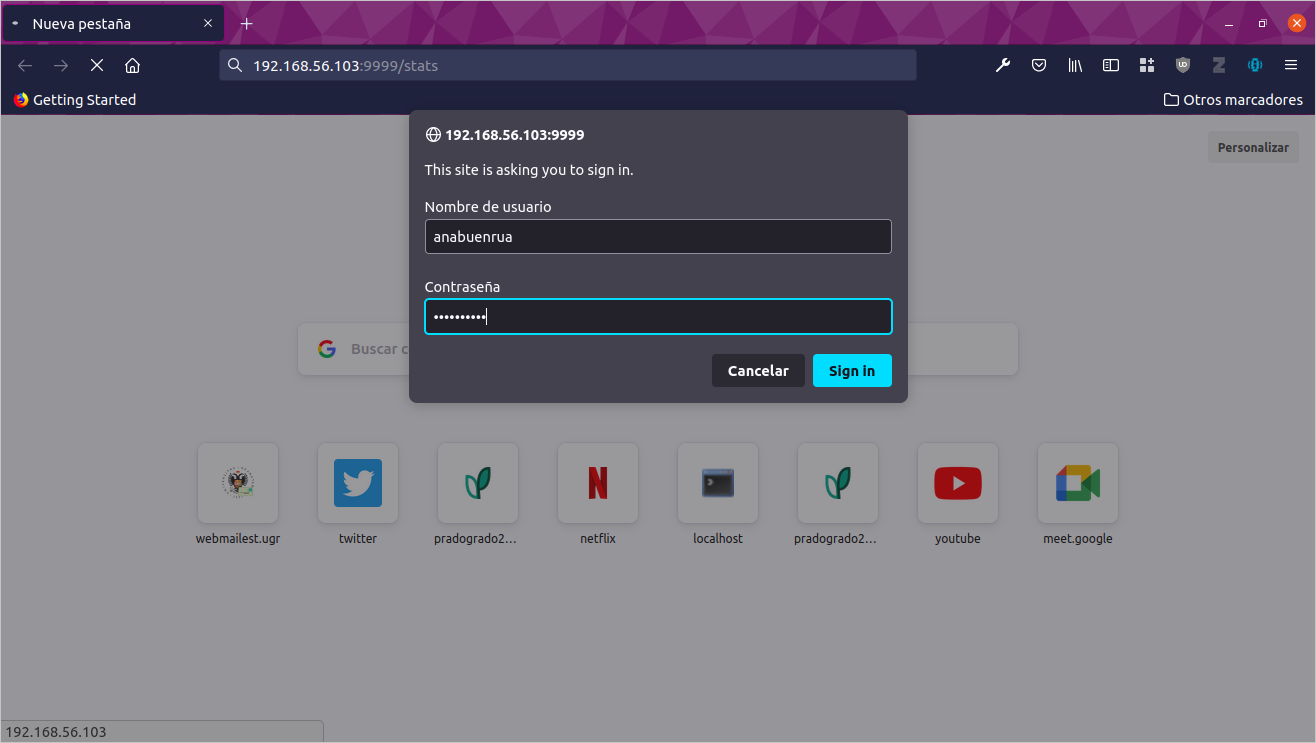 Nueva pestaña
192.168.56.103:9999/stats
Getting Started
Otros marcadores
192.168.56.103:9999
This site is asking you to sign in.
Personalizar
Nombre de usuario
anabuenrua
Contraseña
••••••••••
Buscar c
Cancelar
Sign in
webmailest.ugr
twitter
pradogrado2...
netflix
localhost
pradogrado2...
youtube
meet.google
192.168.56.103